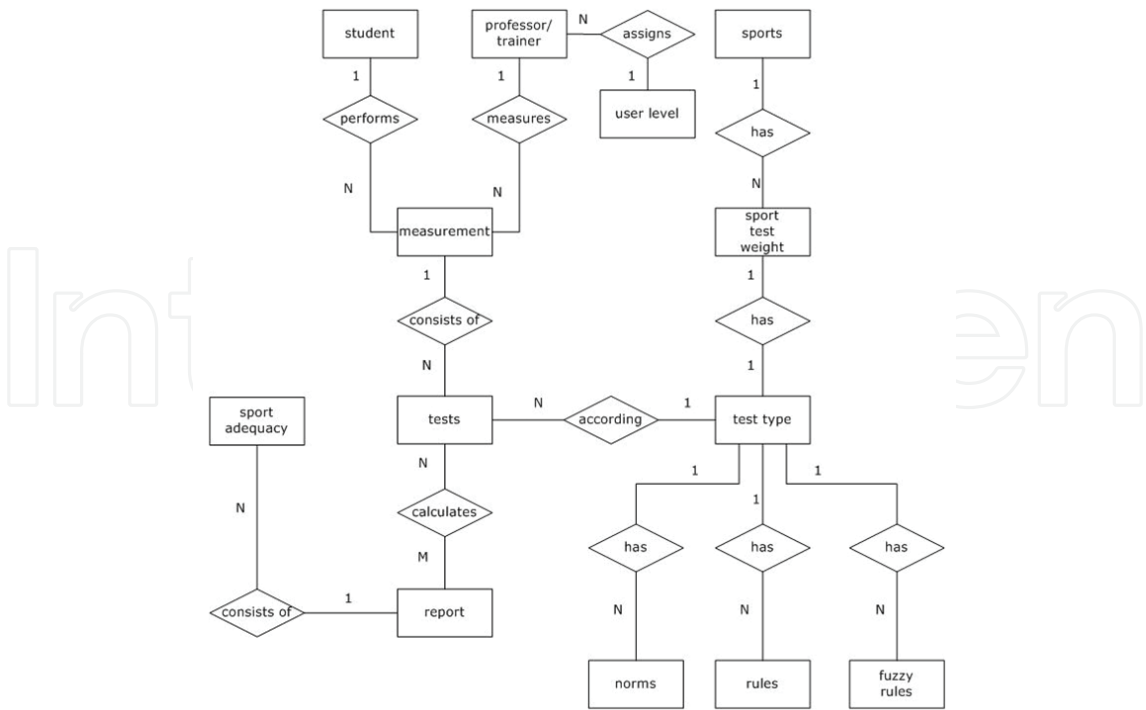 student
professor/
trainer
N
assigns
sports
1
1
1
1
user level
performs
measures
has
N
N
N
measurement
sport
test
weight
1
1
consists of
has
N
1
sport
adequacy
tests
N
according
1
test type
N
1
1
1
N
calculates
has
has
has
M
consists of
1
report
N
N
N
norms
rules
fuzzy
rules